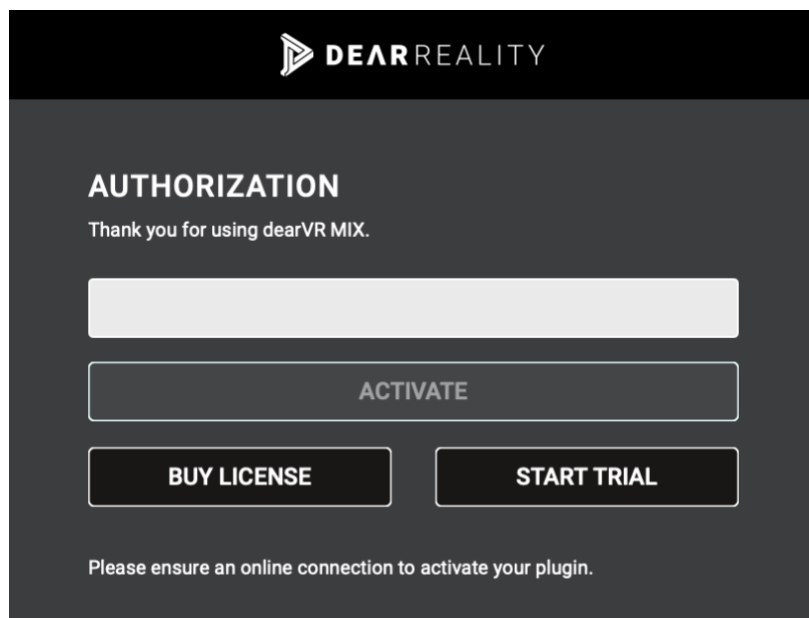 DEARREALITY
AUTHORIZATION
Thank you for using dearVR MIX.
ACTIVATE
BUY LICENSE
START TRIAL
Please ensure an online connection to activate your plugin.